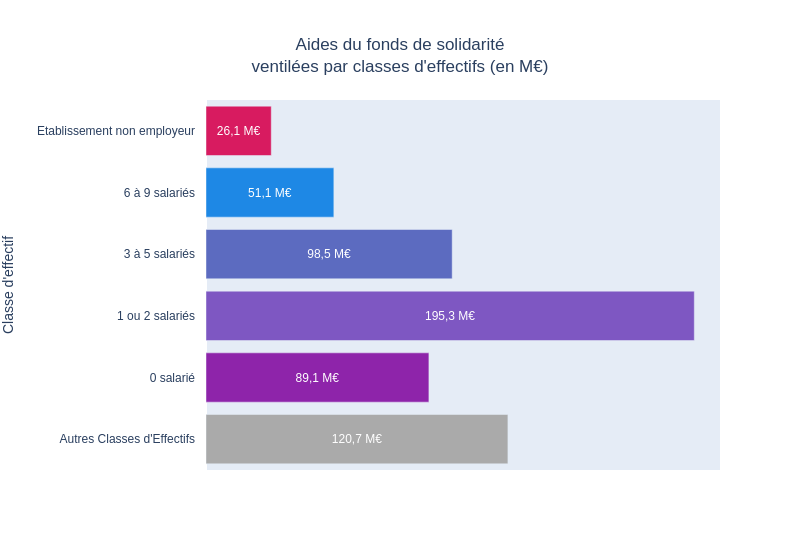 Aides du fonds de solidarité
ventilées par classes d'effectifs (en M€)
Classe d'effectif
Etablissement non employeur
26,1 M€
6 à 9 salariés
51,1 M€
3 à 5 salariés
98,5 M€
1 ou 2 salariés
195,3 M€
0 salarié
89,1 M€
Autres Classes d'Effectifs
120,7 M€